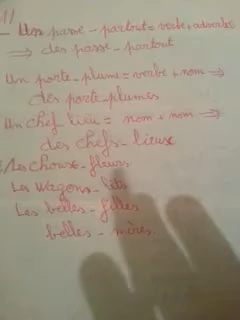 1)
_ Un passe - partout = verbe + adverbe
⇒ des passe - partout
Un porte - plume = verbe + nom ⇒
des porte - plumes
Un chef lieu = nom + nom ⇒
des chefs - lieux
Les choux - fleurs
Les wagons - lits
Les belles - filles
belles - mères